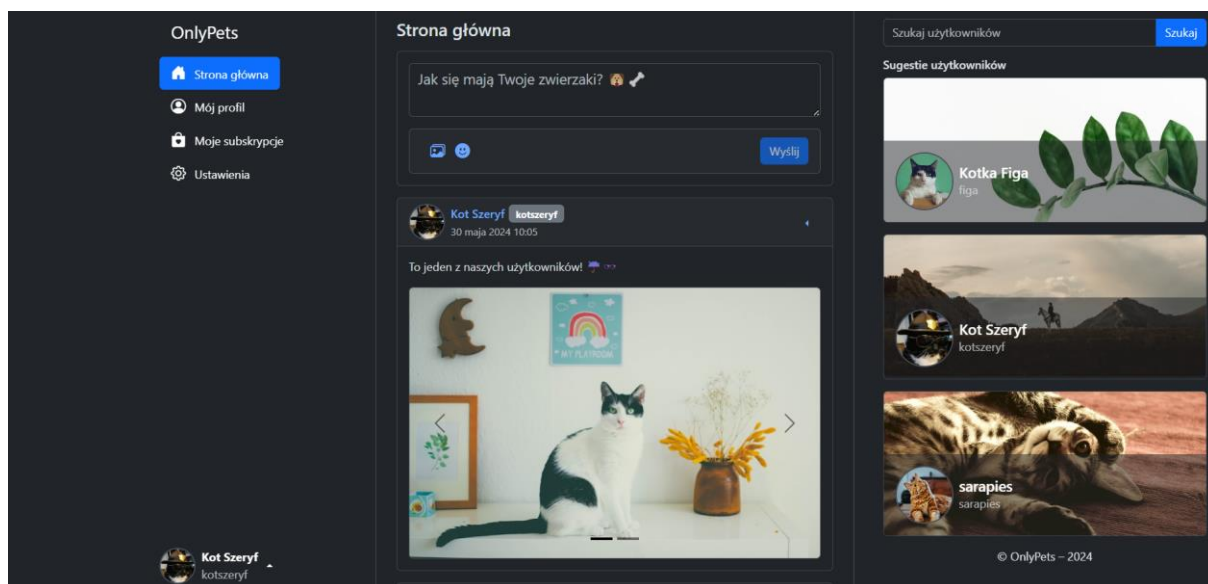 OnlyPets
Strona główna
Mój profil
Moje subskrypcje
Ustawienia
Kot Szeryf
kotszeryf
Strona główna
Jak się mają Twoje zwierzaki?
Wyślij
Kot Szeryf kotszeryf
30 maja 2024 10:05
To jeden z naszych użytkowników!
MY PLAYROOM
Szukaj użytkowników Szukaj
Sugestie użytkowników
Kotka Figa
figa
Kot Szeryf
kotszeryf
sarapies
sarapies
© OnlyPets – 2024